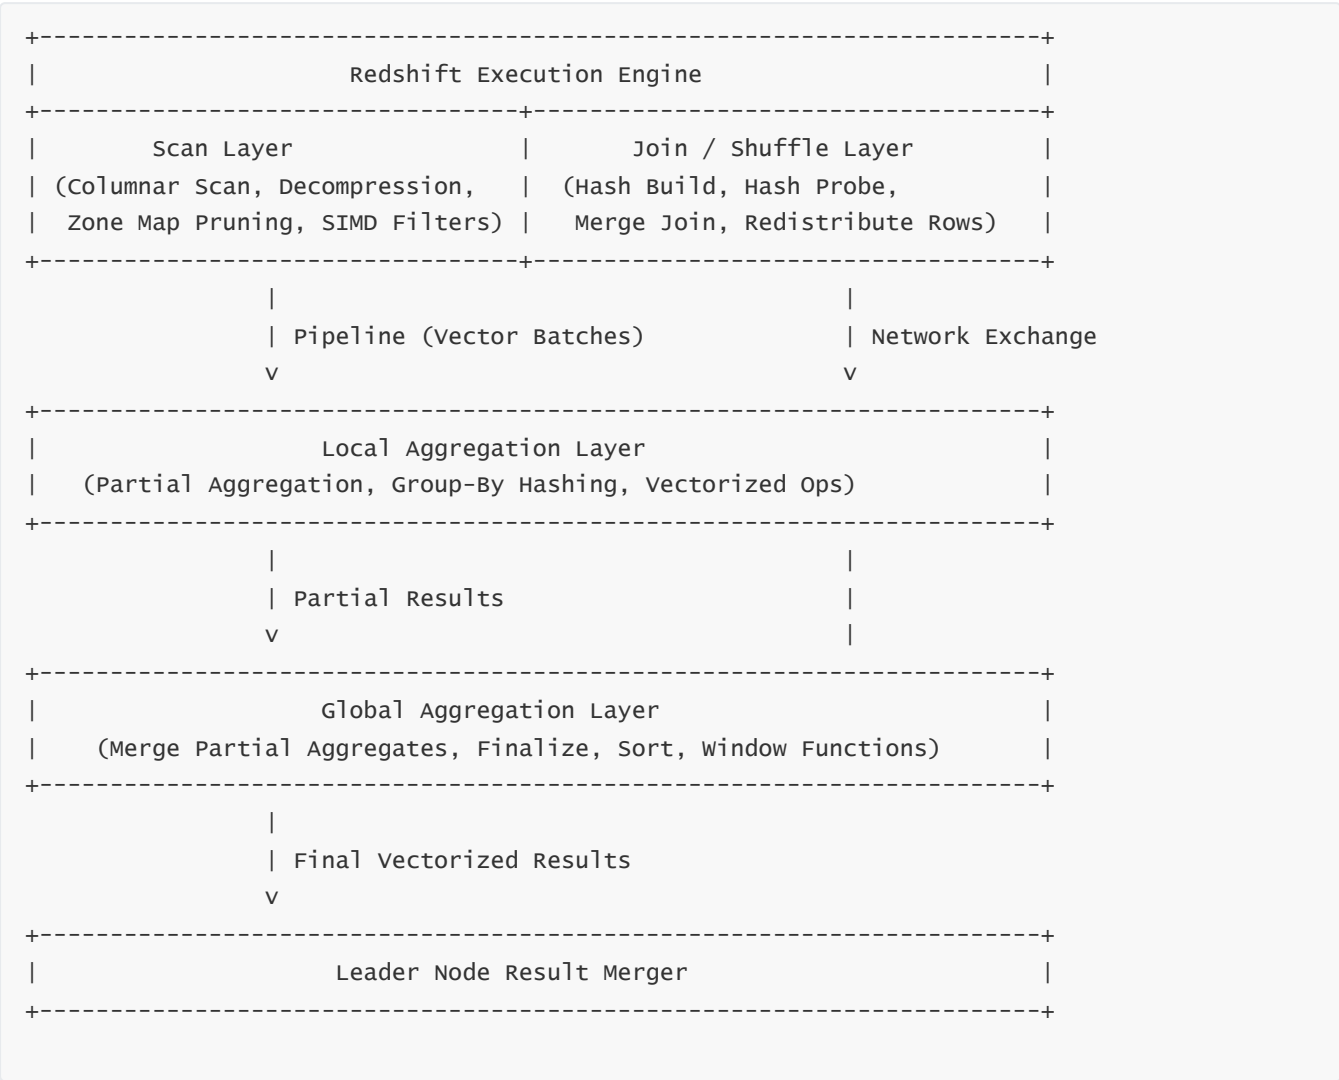 +-----------------------------------------------------------------------+
|                      Redshift Execution Engine                        |
+----------------------------------+------------------------------------+
|        Scan Layer                |       Join / Shuffle Layer         |
| (Columnar Scan, Decompression,   |  (Hash Build, Hash Probe,          |
|  Zone Map Pruning, SIMD Filters) |   Merge Join, Redistribute Rows)   |
+----------------------------------+------------------------------------+
                 |                                        |
                 | Pipeline (Vector Batches)              | Network Exchange
                 v                                        v
+-----------------------------------------------------------------------+
|                    Local Aggregation Layer                            |
|   (Partial Aggregation, Group-By Hashing, Vectorized Ops)             |
+-----------------------------------------------------------------------+
                 |                                        |
                 | Partial Results                        |
                 v                                        |
+-----------------------------------------------------------------------+
|                    Global Aggregation Layer                           |
|    (Merge Partial Aggregates, Finalize, Sort, Window Functions)       |
+-----------------------------------------------------------------------+
                 |
                 | Final Vectorized Results
                 v
+-----------------------------------------------------------------------+
|                     Leader Node Result Merger                         |
+-----------------------------------------------------------------------+